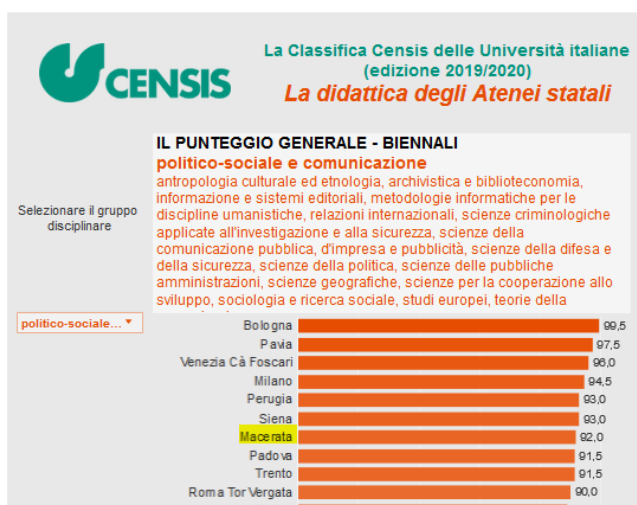 CENSIS
La Classifica Censis delle Università italiane
(edizione 2019/2020)
La didattica degli Atenei statali
IL PUNTEGGIO GENERALE - BIENNALI
politico-sociale e comunicazione
antropologia culturale ed etnologia, archivistica e biblioteconomia,
informazione e sistemi editoriali, metodologie informatiche per le
discipline umanistiche, relazioni internazionali, scienze criminologiche
applicate all'investigazione e alla sicurezza, scienze della
comunicazione pubblica, d'impresa e pubblicità, scienze della difesa e
della sicurezza, scienze della politica, scienze delle pubbliche
amministrazioni, scienze geografiche, scienze per la cooperazione allo
sviluppo, sociologia e ricerca sociale, studi europei, teorie della
Selezionare il gruppo
disciplinare
politico-sociale...
Bologna 99,5
Pavia 97,5
Venezia Cà Foscari 96,0
Milano 94,5
Perugia 93,0
Siena 93,0
Macerata 92,0
Padova 91,5
Trento 91,5
Roma Tor Vergata 90,0